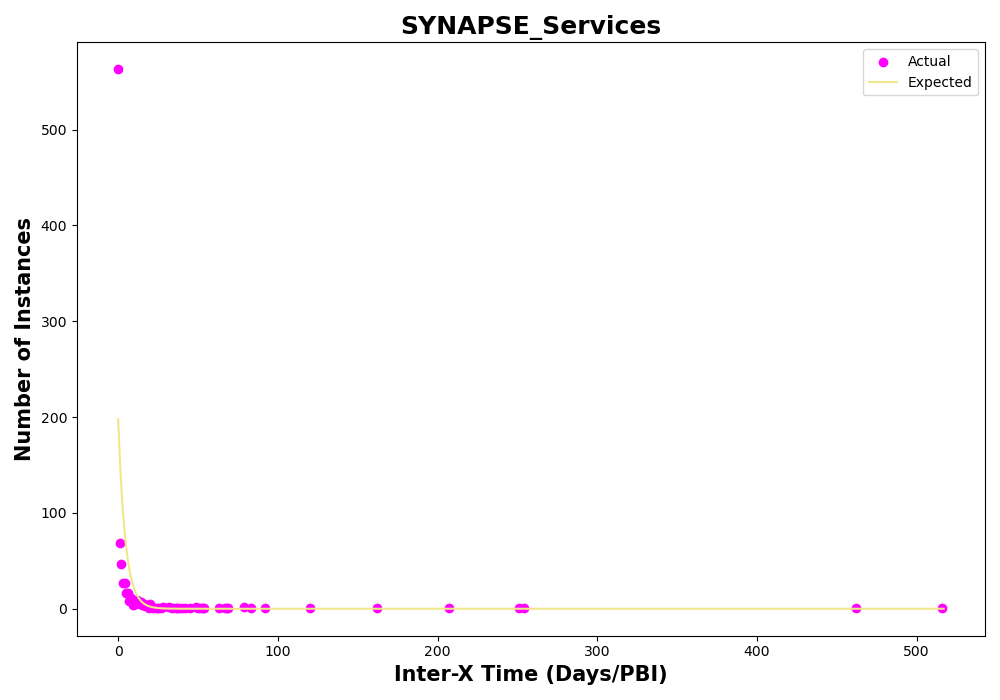 SYNAPSE_Services
Actual
Expected
Number of Instances
500
400
300
200
100
0
0 100 200 300 400 500
Inter-X Time (Days/PBI)